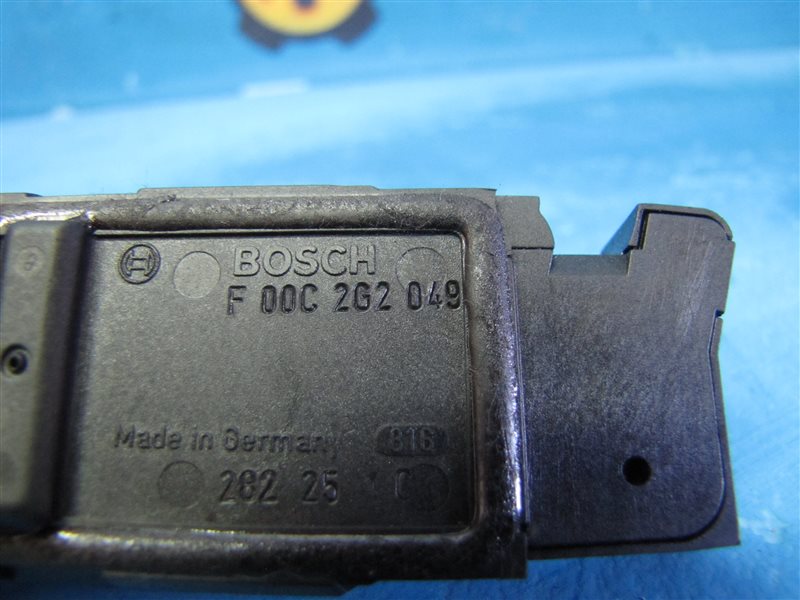 BOSCH
F 00C 2G2 049
Made in Germany 816
282 25